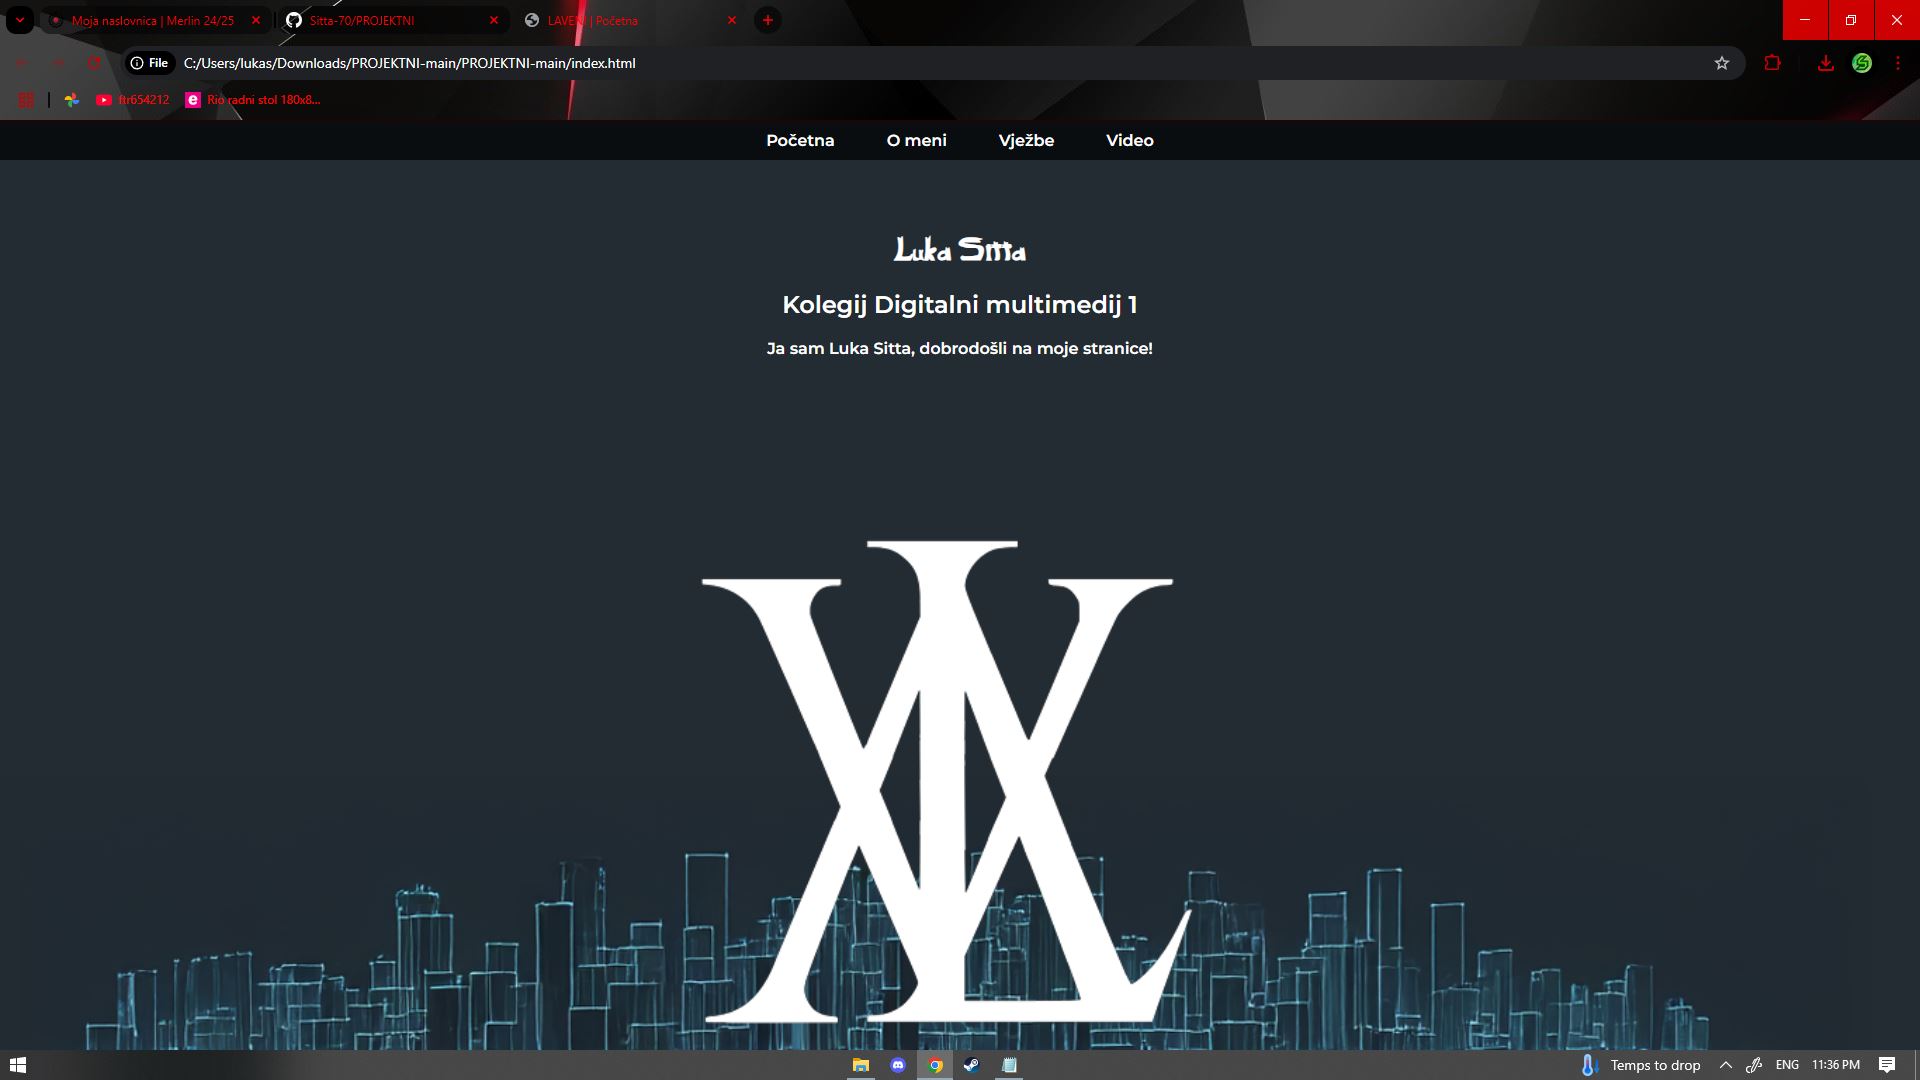 Moja naslovnica | Merlin 24/25
Sitta-70/PROJEKTNI
| Početna
File
C:/Users/lukas/Downloads/PROJEKTNI-main/PROJEKTNI-main/index.html
ftr654212
Rio radni stol 180x8...
Početna O meni Vježbe Video
Luka Sitta
Kolegij Digitalni multimedij 1
Ja sam Luka Sitta, dobrodošli na moje stranice!
Temps to drop
ENG
11:36 PM